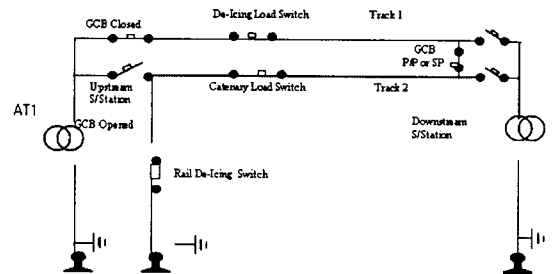 GCB Closed
De-Icing Load Switch
Track 1
GCB
P/P or SP
Upstream
S/Station
Catenary Load Switch
Track 2
AT1
GCB Opened
Downstream
S/Station
Rail De-Icing Switch